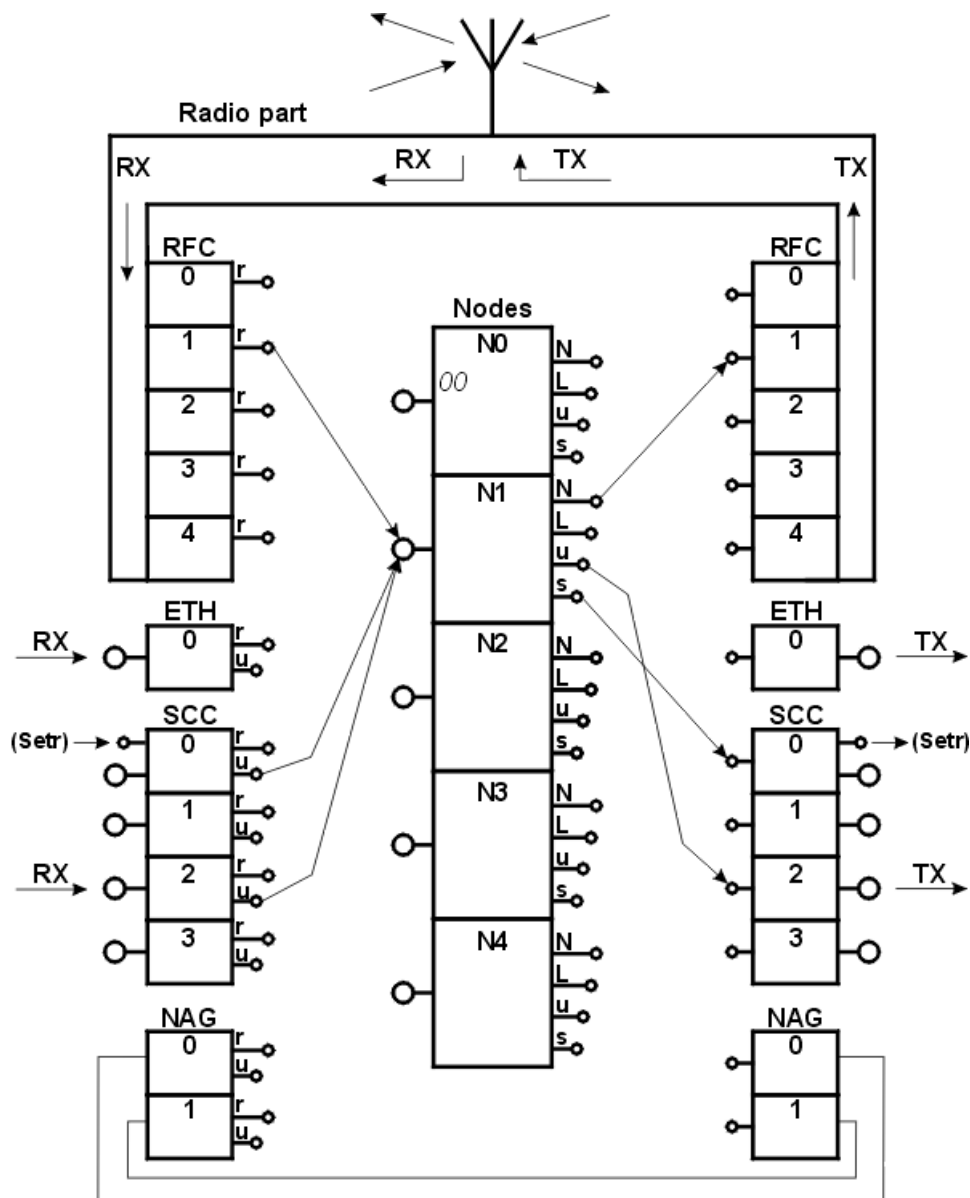 Radio part
RX RX TX TX
RFC RFC
0 r 0
1 r 1
2 r 2
3 r 3
4 r 4
Nodes
N0 N
00 L
u
s
N1 N
L
u
s
N2 N
L
u
s
N3 N
L
u
s
N4 N
L
u
s
ETH ETH
RX 0 r 0 TX
u
SCC SCC
(Setr) 0 r 0 (Setr)
u
1 r 1
u
RX 2 r 2 TX
u
3 r 3
u
NAG NAG
0 r 0
u
1 r 1
u